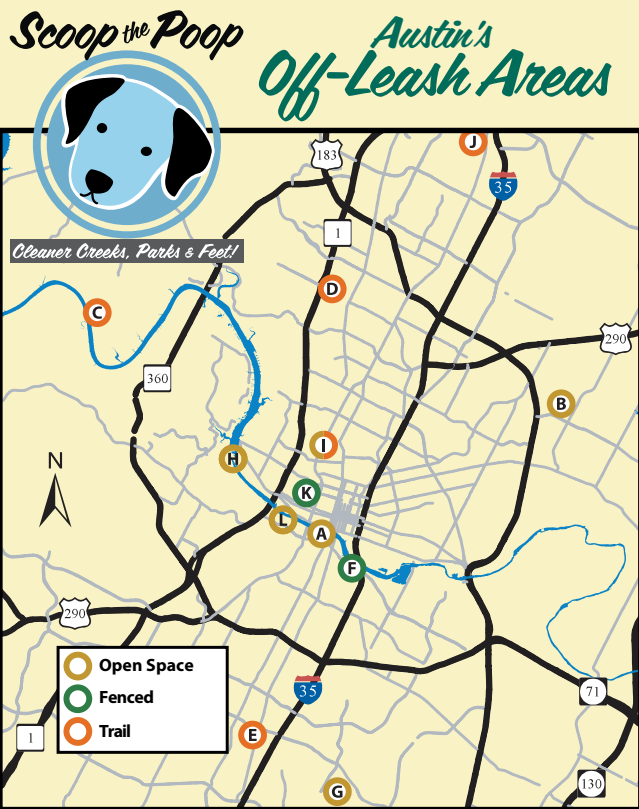 Scoop the Poop
Austin's
Off-Leash Areas
Cleaner Creeks, Parks & Feet!
183
J
35
1
D
C
290
360
B
I
H
N
K
L
A
F
290
Open Space
Fenced
Trail
35
71
1
E
G
130